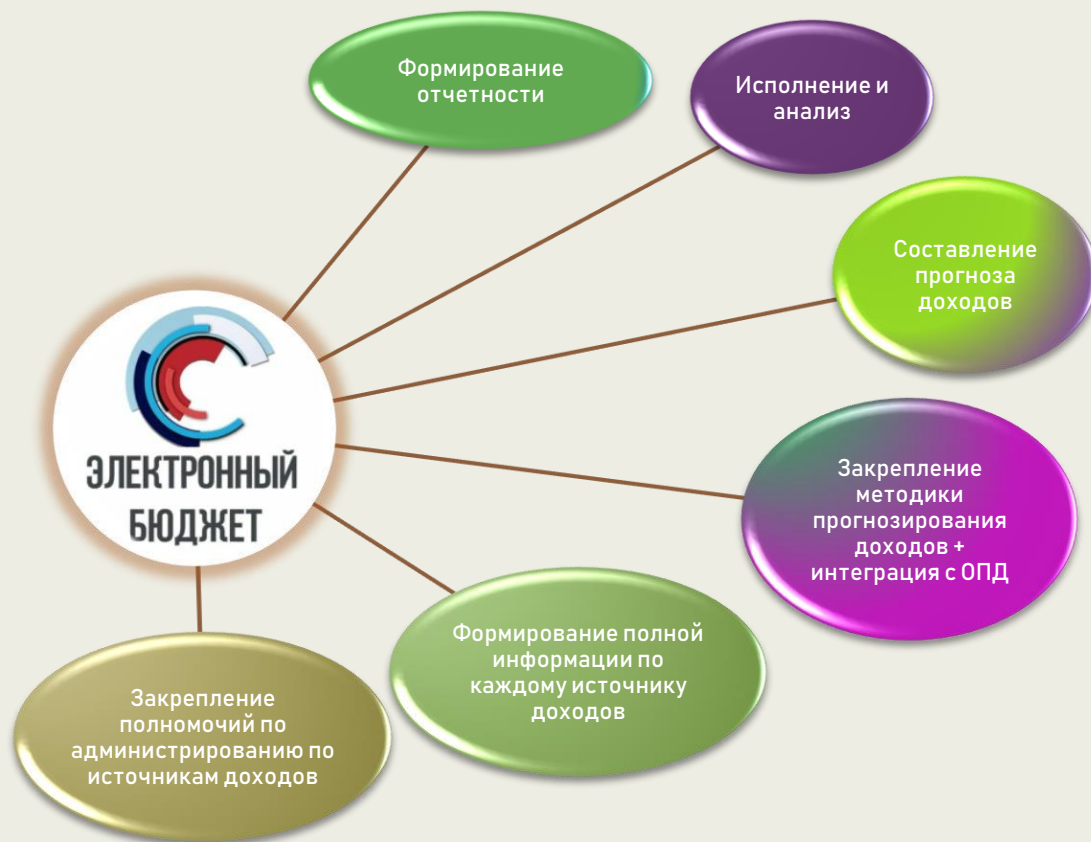 Формирование
отчетности
Исполнение и
анализ
Составление
прогноза
доходов
ЭЛЕКТРОННЫЙ
БЮДЖЕТ
Закрепление
методики
прогнозирования
доходов +
интеграция с ОПД
Формирование полной
информации по
каждому источнику
доходов
Закрепление
полномочий по
администрированию по
источникам доходов